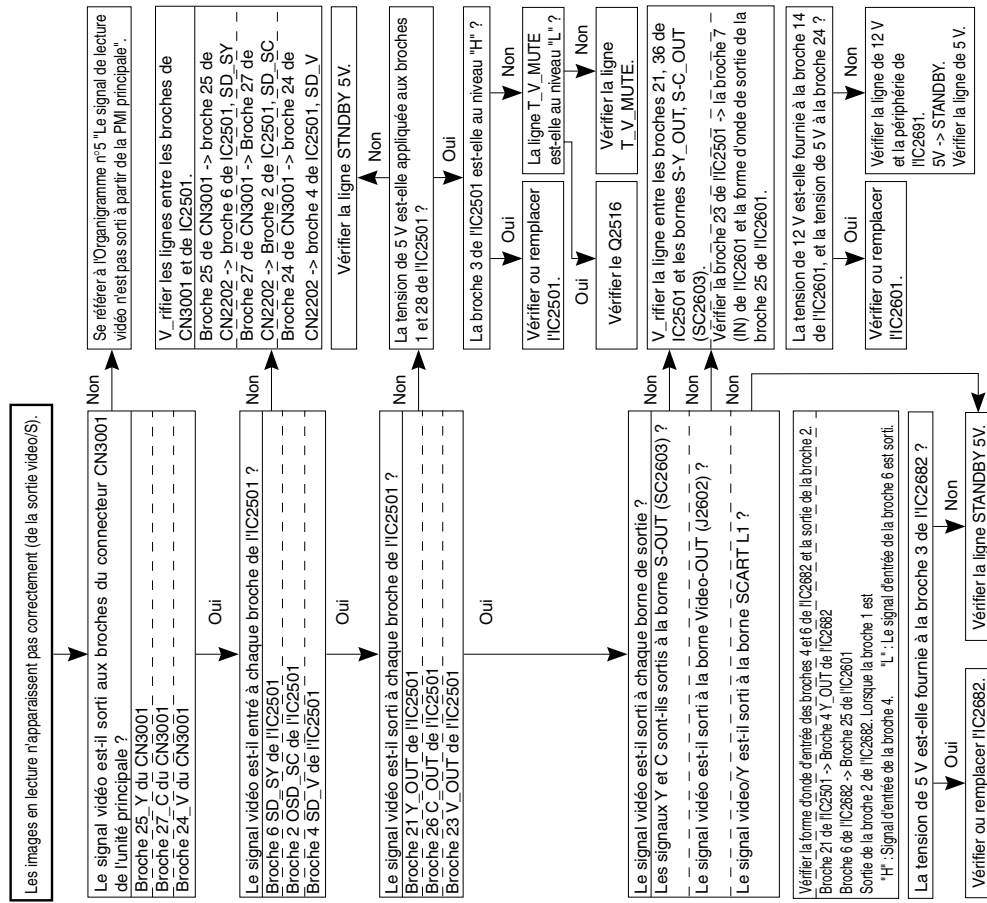 Les images en lecture n'apparaissent pas correctement (de la sortie video/S).
Le signal vidéo est-il sorti aux broches du connecteur CN3001
de l'unité principale ?
Broche 25_Y du CN3001
Broche 27_C du CN3001
Broche 24_V du CN3001
Non
Se référer à l'Organigramme n°5 "Le signal de lecture
vidéo n'est pas sorti à partir de la PMI principale".
Oui
Le signal vidéo est-il entré à chaque broche de l'IC2501 ?
Broche 6 SD_SY de l'IC2501
Broche 2 OSD_SC de l'IC2501
Broche 4 SD_V de l'IC2501
Non
V_rifier les lignes entre les broches de
CN3001 et de IC2501.
Broche 25 de CN3001 -> broche 25 de
CN2202 -> broche 6 de IC2501, SD_SY
Broche 27 de CN3001 -> Broche 27 de
CN2202 -> Broche 2 de IC2501, SD_SC
Broche 24 de CN3001 -> broche 24 de
CN2202 -> broche 4 de IC2501, SD_V
Oui
Le signal vidéo est-il sorti à chaque broche de l'IC2501 ?
Broche 21 Y_OUT de l'IC2501
Broche 26 C_OUT de l'IC2501
Broche 23 V_OUT de l'IC2501
Non
Vérifier la ligne STNDBY 5V.
Non
La tension de 5 V est-elle appliquée aux broches
1 et 28 de l'IC2501 ?
Oui
La broche 3 de l'IC2501 est-elle au niveau "H" ?
Oui
Non
Vérifier ou remplacer
l'IC2501.
La ligne T_V_MUTE
est-elle au niveau "L" ?
Oui
Non
Vérifier le Q2516
Vérifier la ligne
T_V_MUTE.
Oui
Le signal vidéo est-il sorti à chaque borne de sortie ?
Les signaux Y et C sont-ils sortis à la borne S-OUT (SC2603) ?
Le signal vidéo est-il sorti à la borne Video-OUT (J2602) ?
Le signal video/Y est-il sorti à la borne SCART L1 ?
Non
Non
Non
V_rifier la ligne entre les broches 21, 36 de
IC2501 et les bornes S-Y_OUT, S-C_OUT
(SC2603).
Vérifier la broche 23 de l'IC2501 -> la broche 7
(IN) de l'IC2601 et la forme d'onde de sortie de la
broche 25 de l'IC2601.
La tension de 12 V est-elle fournie à la broche 14
de l'IC2601, et la tension de 5 V à la broche 24 ?
Oui
Non
Vérifier ou remplacer
l'IC2601.
Vérifier la ligne de 12 V
et la périphérie de
l'IC2691.
5V -> STANDBY.
Vérifier la ligne de 5 V.
Vérifier la forme d'onde d'entrée des broches 4 et 6 de l'IC2682 et la sortie de la broche 2.
Broche 21 de l'IC2501 -> Broche 4 Y_OUT de l'IC2682
Broche 6 de l'IC2682 -> Broche 25 de l'IC2601
Sortie de la broche 2 de l'IC2682. Lorsque la broche 1 est
"H" : Signal d'entrée de la broche 4. "L" : Le signal d'entrée de la broche 6 est sorti.
La tension de 5 V est-elle fournie à la broche 3 de l'IC2682 ?
Oui
Non
Vérifier ou remplacer l'IC2682.
Vérifier la ligne STANDBY 5V.